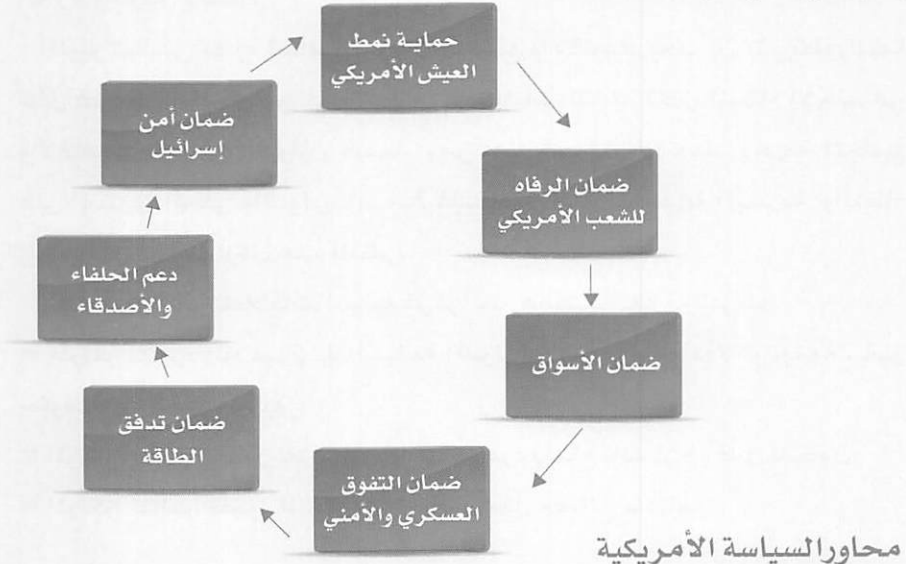 حماية نمط
العيش الأمريكي
ضمان الرفاه
للشعب الأمريكي
ضمان الأسواق
ضمان التفوق
العسكري والأمني
ضمان تدفق
الطاقة
دعم الحلفاء
والأصدقاء
ضمان أمن
إسرائيل
محاور السياسة الأمريكية